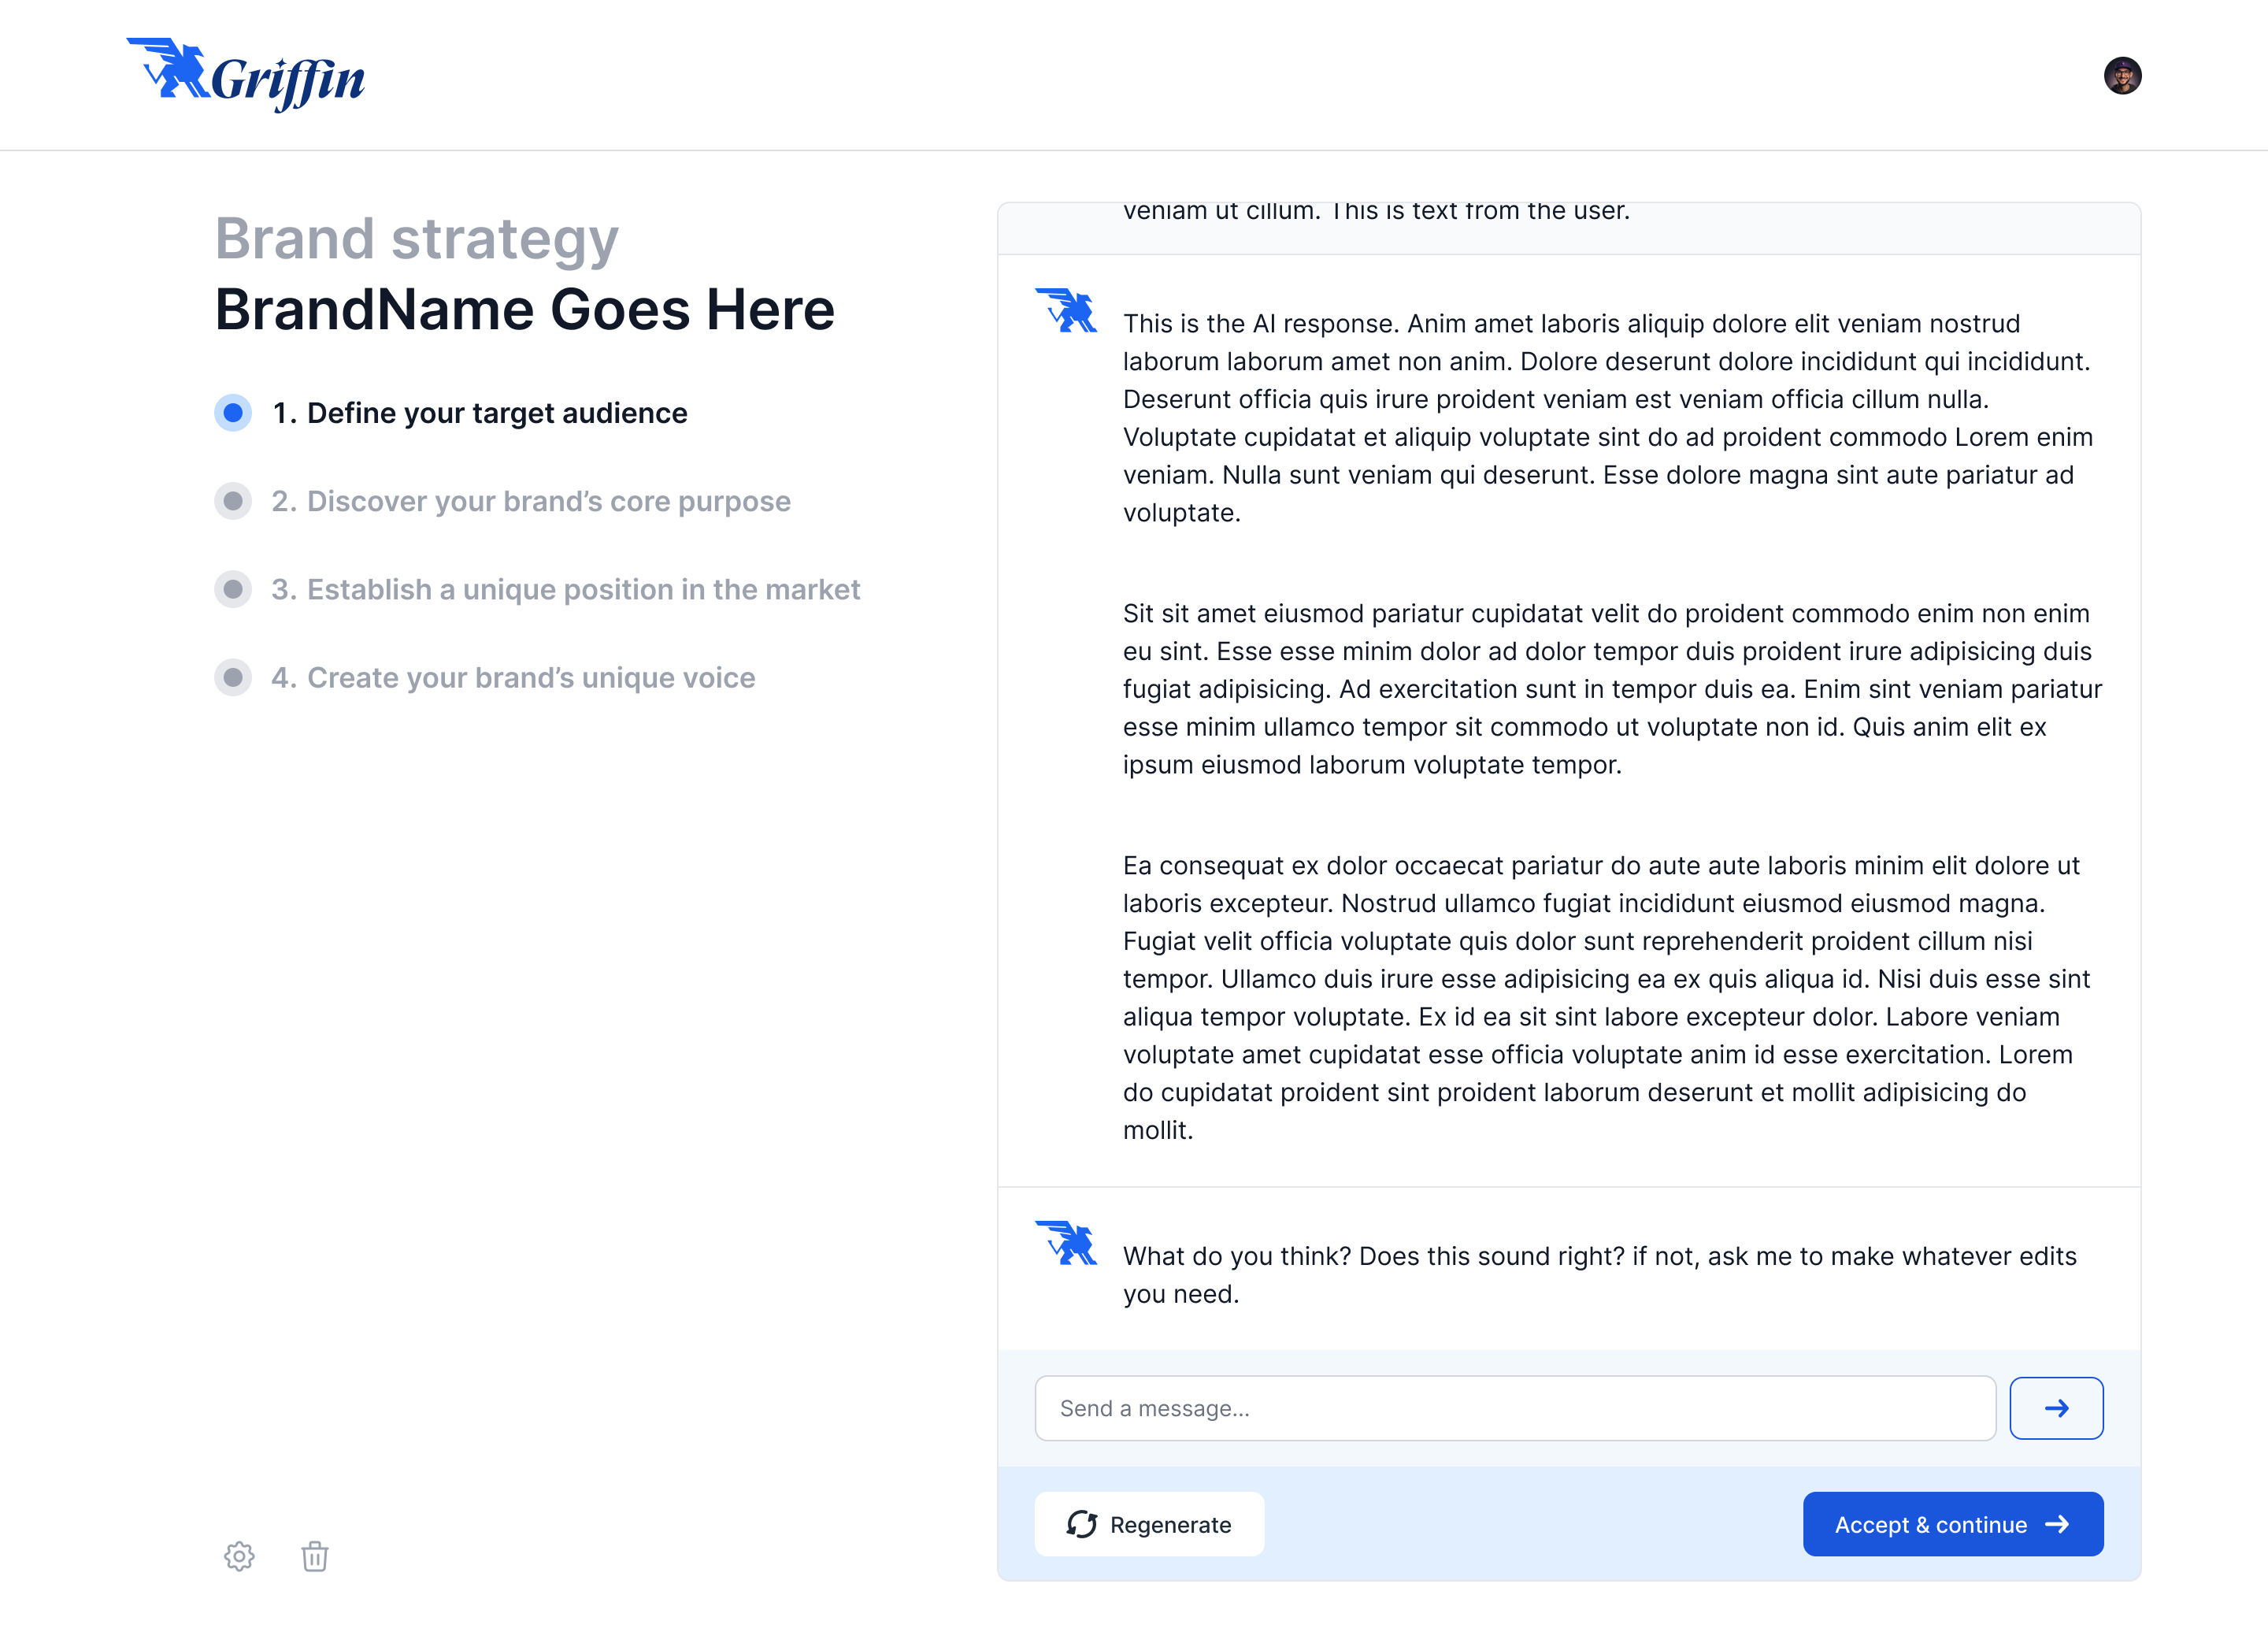 Griffin
Brand strategy
BrandName Goes Here
1. Define your target audience
2. Discover your brand’s core purpose
3. Establish a unique position in the market
4. Create your brand’s unique voice
veniam ut cillum. This is text from the user.
This is the AI response. Anim amet laboris aliquip dolore elit veniam nostrud
laborum laborum amet non anim. Dolore deserunt dolore incididunt qui incididunt.
Deserunt officia quis irure proident veniam est veniam officia cillum nulla.
Voluptate cupidatat et aliquip voluptate sint do ad proident commodo Lorem enim
veniam. Nulla sunt veniam qui deserunt. Esse dolore magna sint aute pariatur ad
voluptate.
Sit sit amet eiusmod pariatur cupidatat velit do proident commodo enim non enim
eu sint. Esse esse minim dolor ad dolor tempor duis proident irure adipisicing duis
fugiat adipisicing. Ad exercitation sunt in tempor duis ea. Enim sint veniam pariatur
esse minim ullamco tempor sit commodo ut voluptate non id. Quis anim elit ex
ipsum eiusmod laborum voluptate tempor.
Ea consequat ex dolor occaecat pariatur do aute aute laboris minim elit dolore ut
laboris excepteur. Nostrud ullamco fugiat incididunt eiusmod eiusmod magna.
Fugiat velit officia voluptate quis dolor sunt reprehenderit proident cillum nisi
tempor. Ullamco duis irure esse adipisicing ea ex quis aliqua id. Nisi duis esse sint
aliqua tempor voluptate. Ex id ea sit sint labore excepteur dolor. Labore veniam
voluptate amet cupidatat esse officia voluptate anim id esse exercitation. Lorem
do cupidatat proident sint proident laborum deserunt et mollit adipisicing do
mollit.
What do you think? Does this sound right? if not, ask me to make whatever edits
you need.
Send a message...
Regenerate
Accept & continue